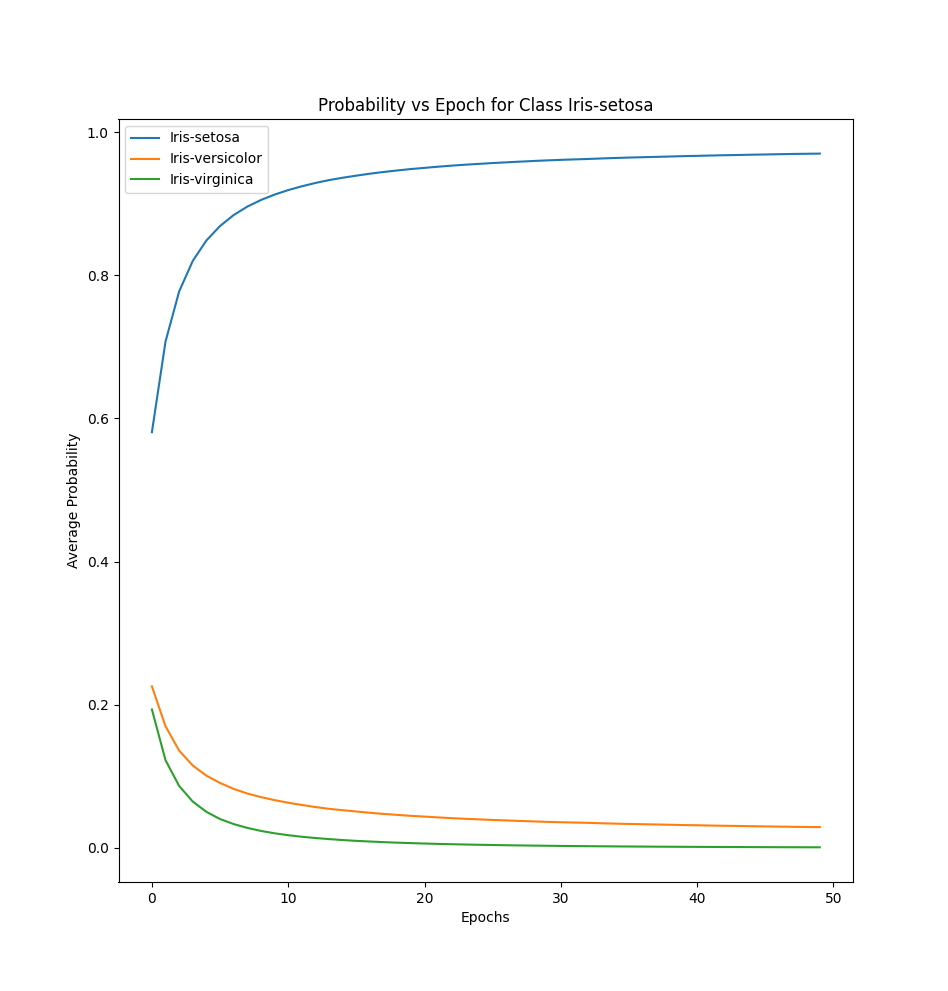 Probability vs Epoch for Class Iris-setosa
1.0
0.8
0.6
0.4
0.2
0.0
Average Probability
Iris-setosa
Iris-versicolor
Iris-virginica
0 10 20 30 40 50
Epochs